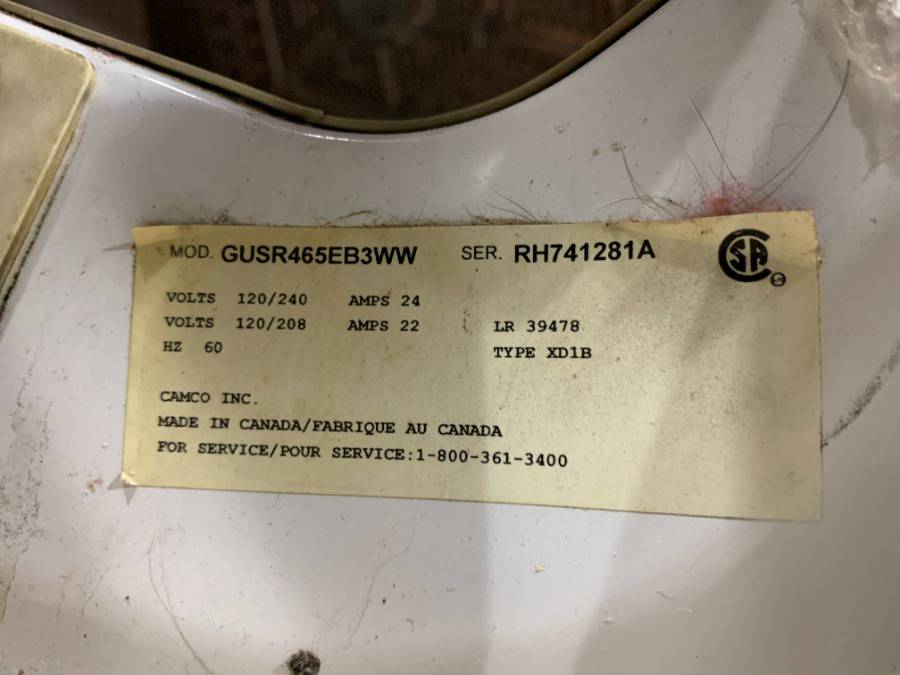 MOD. GUSR465EB3WW SER. RH741281A
VOLTS 120/240 AMPS 24
VOLTS 120/208 AMPS 22 LR 39478
HZ 60 TYPE XD1B
CAMCO INC.
MADE IN CANADA/FABRIQUE AU CANADA
FOR SERVICE/POUR SERVICE:1-800-361-3400